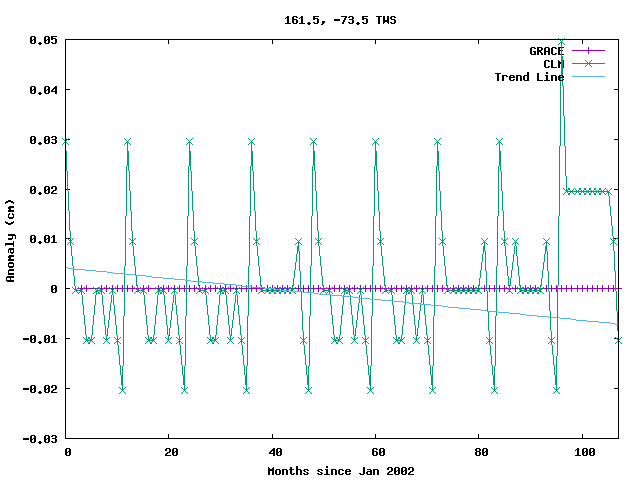 161.5, -73.5 TWS
GRACE
CLM
Trend Line
0.05
0.04
0.03
0.02
0.01
0
-0.01
-0.02
-0.03
Anomaly (cm)
0 20 40 60 80 100
Months since Jan 2002